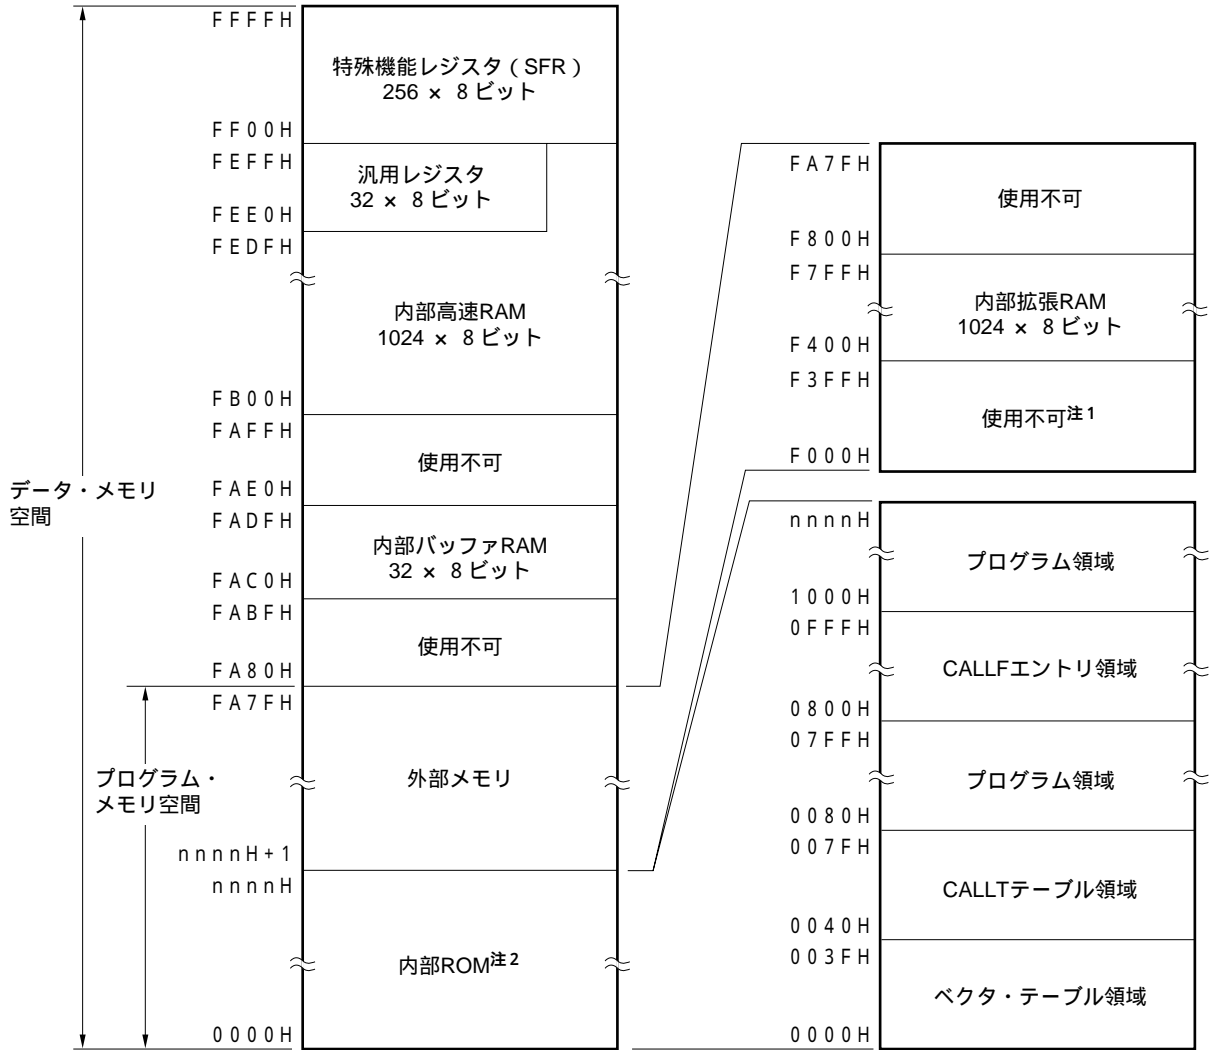 FFFFH
特殊機能レジスタ(SFR)
256 × 8 ビット
FF00H
FEFFH
汎用レジスタ
32 × 8 ビット
FEE0H
FEDFH
内部高速RAM
1024 × 8 ビット
FB00H
FAFFH
使用不可
FAE0H
FADFH
内部バッファRAM
32 × 8 ビット
FAC0H
FABFH
使用不可
FA80H
FA7FH
外部メモリ
nnnnH+1
nnnnH
内部ROM注2
0000H
データ・メモリ
空間
プログラム・
メモリ空間
FA7FH
使用不可
F800H
F7FFH
内部拡張RAM
1024 × 8 ビット
F400H
F3FFH
使用不可注1
F000H
nnnnH
プログラム領域
1000H
0FFFH
CALLFエントリ領域
0800H
07FFH
プログラム領域
0080H
007FH
CALLTテーブル領域
0040H
003FH
ベクタ・テーブル領域
0000H